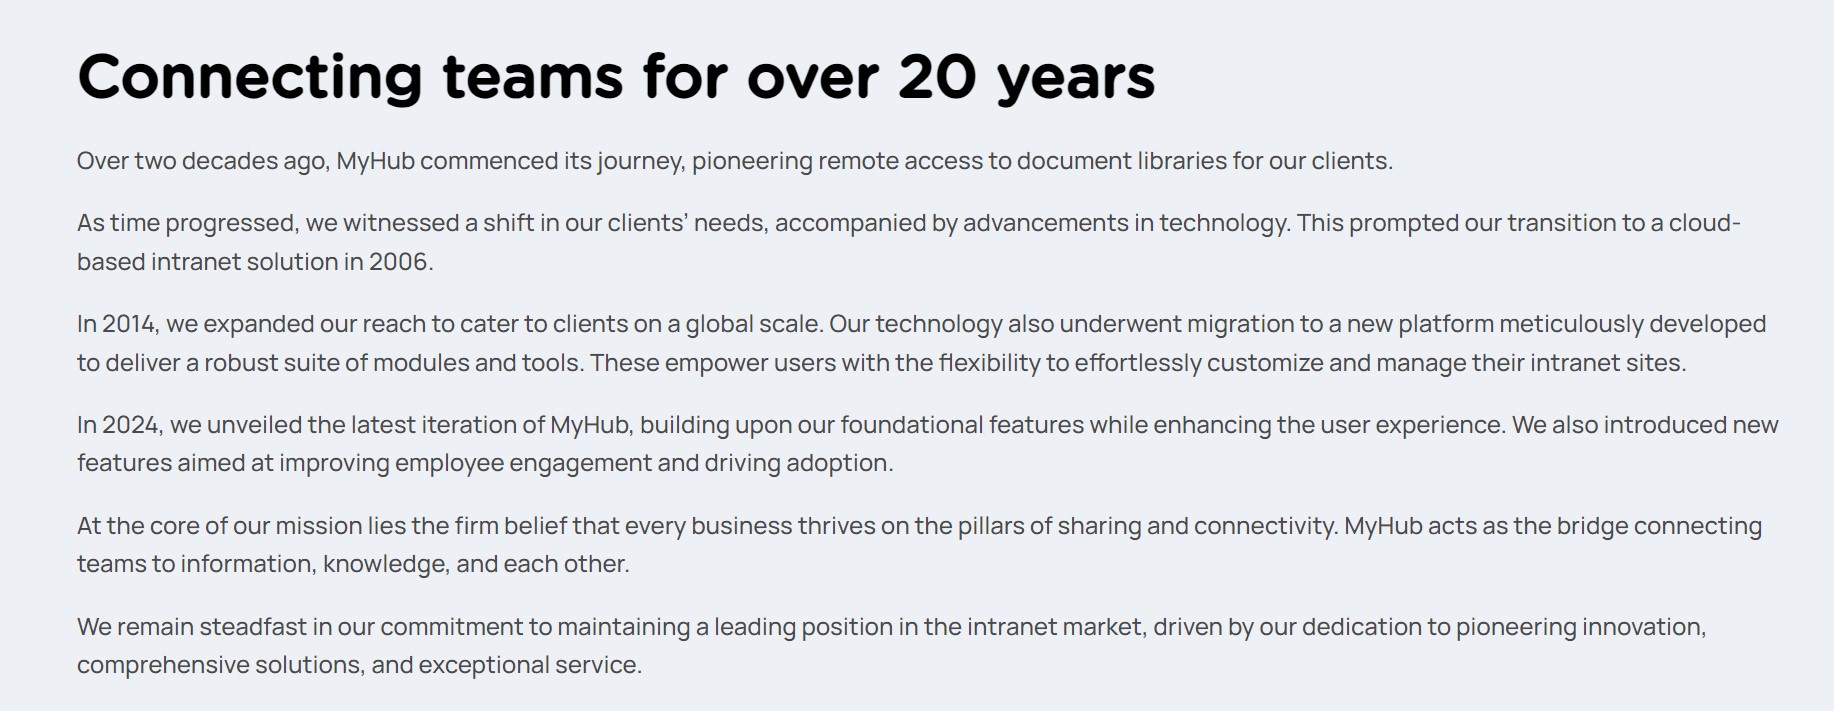 Connecting teams for over 20 years
Over two decades ago, MyHub commenced its journey, pioneering remote access to document libraries for our clients.
As time progressed, we witnessed a shift in our clients’ needs, accompanied by advancements in technology. This prompted our transition to a cloud-
based intranet solution in 2006.
In 2014, we expanded our reach to cater to clients on a global scale. Our technology also underwent migration to a new platform meticulously developed
to deliver a robust suite of modules and tools. These empower users with the flexibility to effortlessly customize and manage their intranet sites.
In 2024, we unveiled the latest iteration of MyHub, building upon our foundational features while enhancing the user experience. We also introduced new
features aimed at improving employee engagement and driving adoption.
At the core of our mission lies the firm belief that every business thrives on the pillars of sharing and connectivity. MyHub acts as the bridge connecting
teams to information, knowledge, and each other.
We remain steadfast in our commitment to maintaining a leading position in the intranet market, driven by our dedication to pioneering innovation,
comprehensive solutions, and exceptional service.